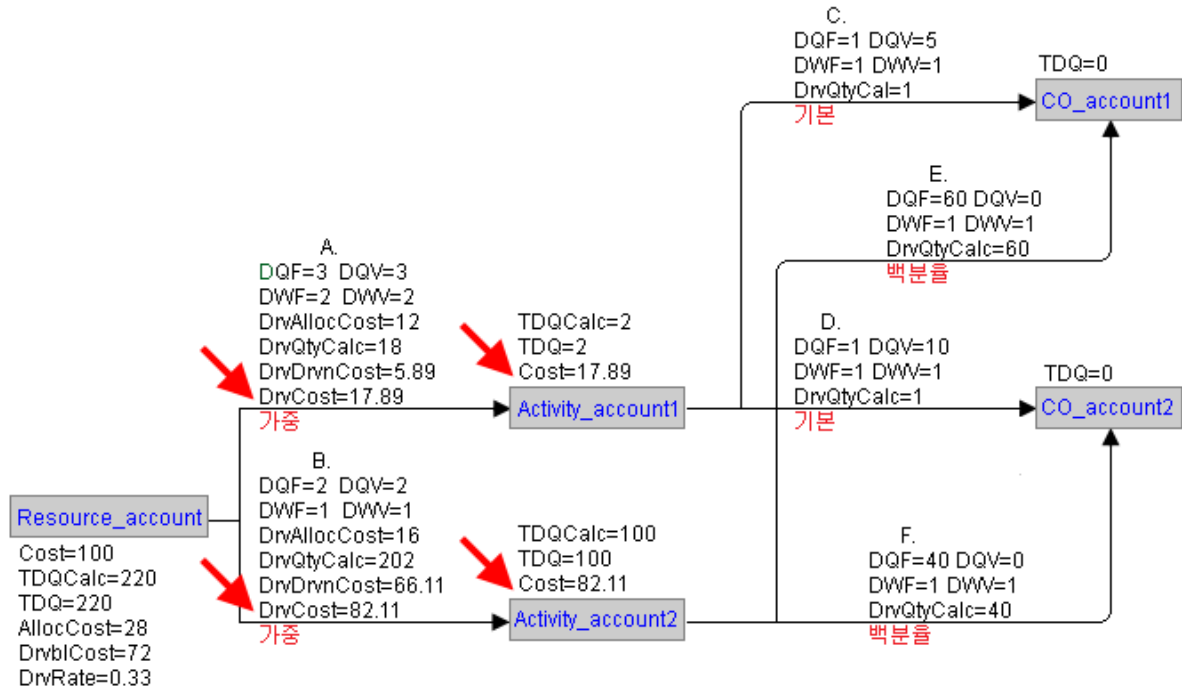 C.
DQF=1 DQV=5
DWF=1 DWV=1
DrvQtyCal=1
기본
TDQ=0
CO_account1
E.
DQF=60 DQV=0
DWF=1 DWV=1
DrvQtyCalc=60
백분율
A.
DQF=3 DQV=3
DWF=2 DWV=2
DrvAllocCost=12
DrvQtyCalc=18
DrvDrvnCost=5.89
DrvCost=17.89
가중
TDQCalc=2
TDQ=2
Cost=17.89
Activity_account1
D.
DQF=1 DQV=10
DWF=1 DWV=1
DrvQtyCalc=1
기본
TDQ=0
CO_account2
B.
DQF=2 DQV=2
DWF=1 DWV=1
DrvAllocCost=16
DrvQtyCalc=202
DrvDrvnCost=66.11
DrvCost=82.11
가중
Resource_account
Cost=100
TDQCalc=220
TDQ=220
AllocCost=28
DrvblCost=72
DrvRate=0.33
TDQCalc=100
TDQ=100
Cost=82.11
Activity_account2
F.
DQF=40 DQV=0
DWF=1 DWV=1
DrvQtyCalc=40
백분율